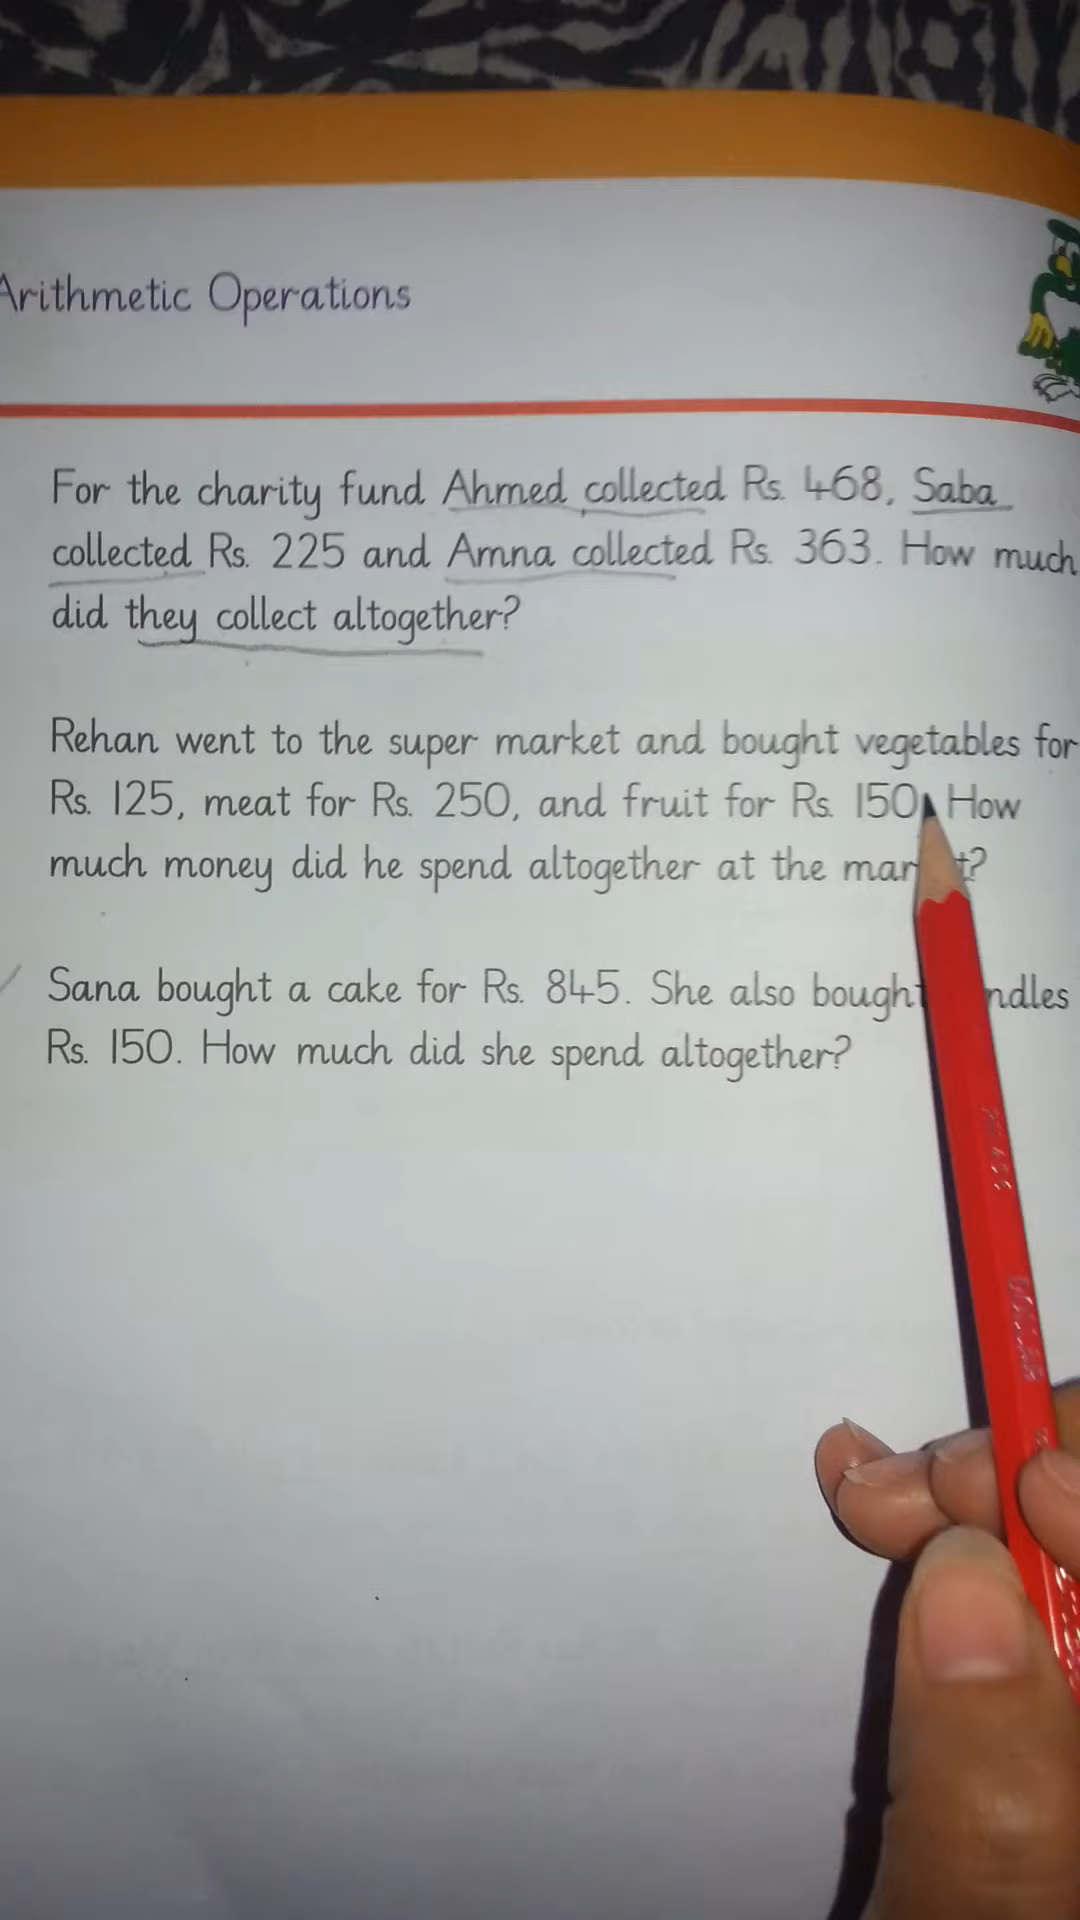 Arithmetic Operations
For the charity fund Ahmed collected Rs. 468, Saba
collected Rs. 225 and Amna collected Rs. 363. How much
did they collect altogether?
Rehan went to the super market and bought vegetables for
Rs. 125, meat for Rs. 250, and fruit for Rs. 150. How
much money did he spend altogether at the market?
Sana bought a cake for Rs. 845. She also bought candles
Rs. 150. How much did she spend altogether?